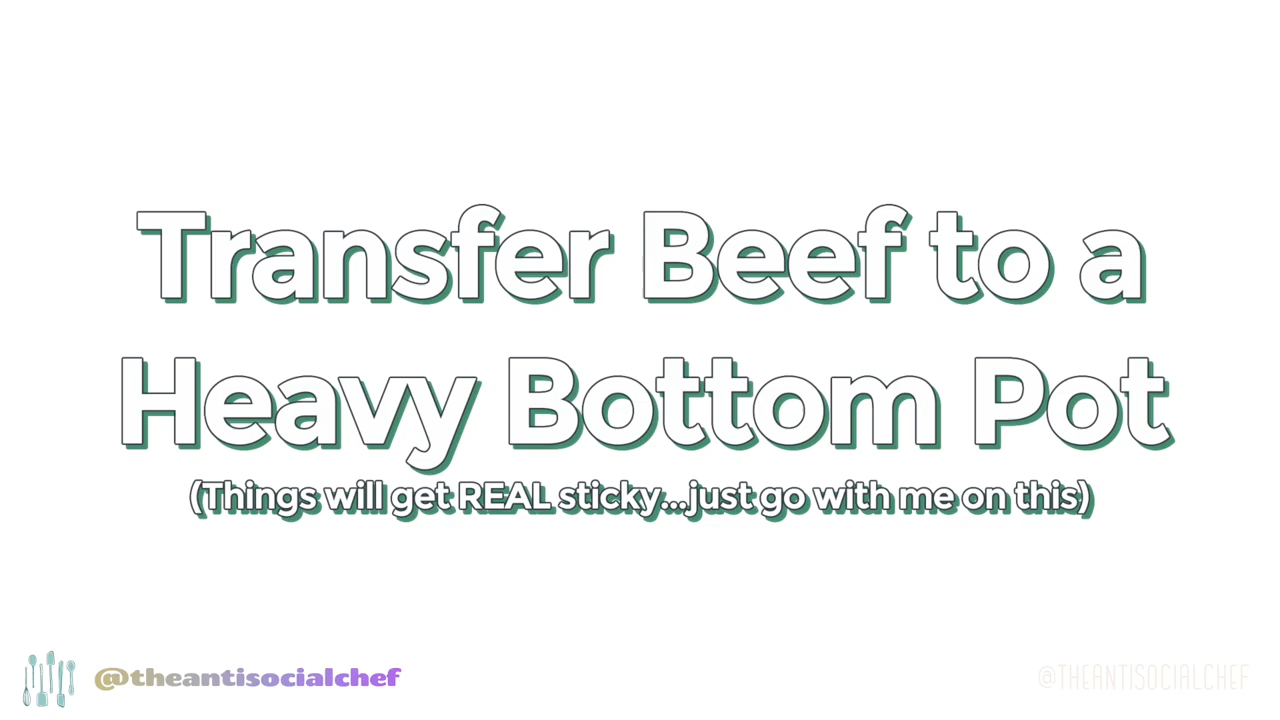 Transfer Beef to a
Heavy Bottom Pot
(Things will get REAL sticky...just go with me on this)
@theantisocialchef
@THEANTISOCIALCHEF